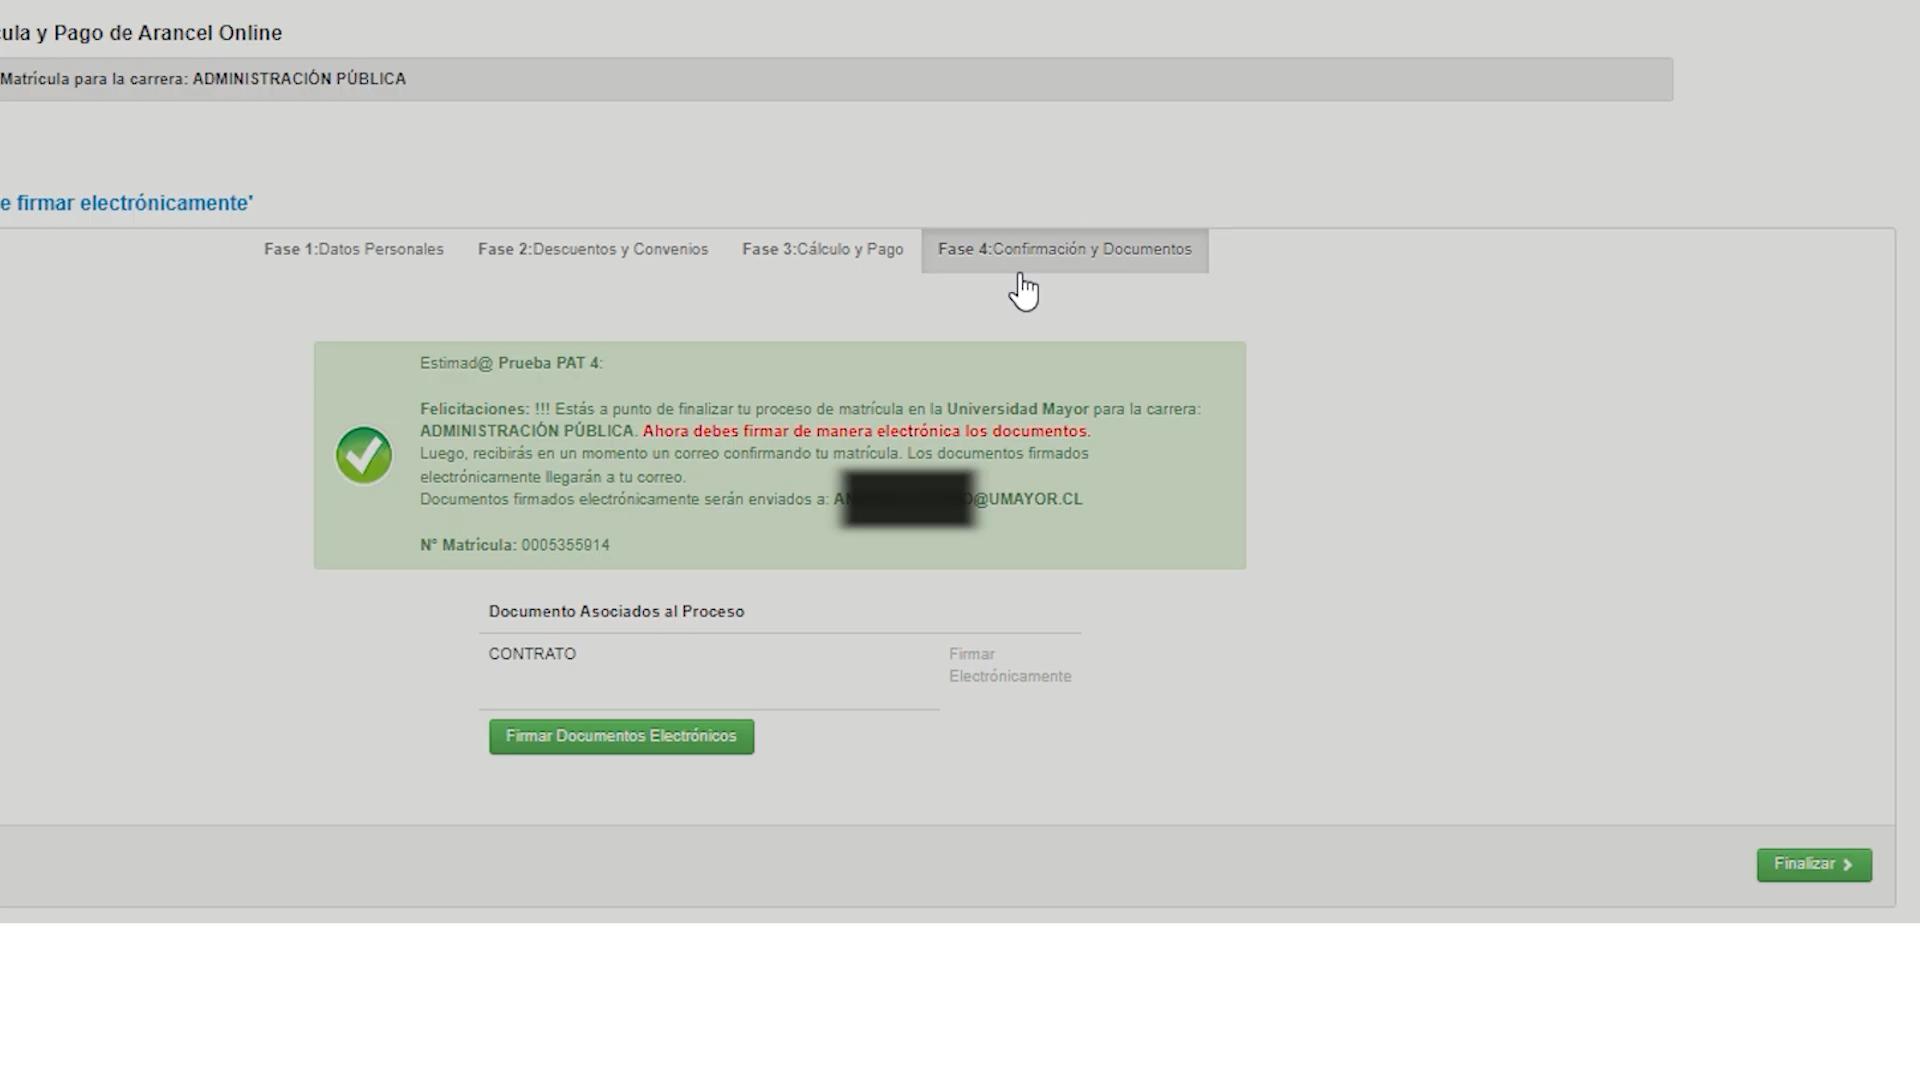 ula y Pago de Arancel Online
Matrícula para la carrera: ADMINISTRACIÓN PÚBLICA
e firmar electrónicamente'
Fase 1:Datos Personales Fase 2:Descuentos y Convenios Fase 3:Cálculo y Pago Fase 4:Confirmación y Documentos
Estimad@ Prueba PAT 4:
Felicitaciones: !!! Estás a punto de finalizar tu proceso de matrícula en la Universidad Mayor para la carrera:
ADMINISTRACIÓN PÚBLICA. Ahora debes firmar de manera electrónica los documentos.
Luego, recibirás en un momento un correo confirmando tu matrícula. Los documentos firmados
electrónicamente llegarán a tu correo.
Documentos firmados electrónicamente serán enviados a: @UMAYOR.CL
N° Matrícula: 0005355914
Documento Asociados al Proceso
CONTRATO
Firmar
Electrónicamente
Firmar Documentos Electrónicos
Finalizar